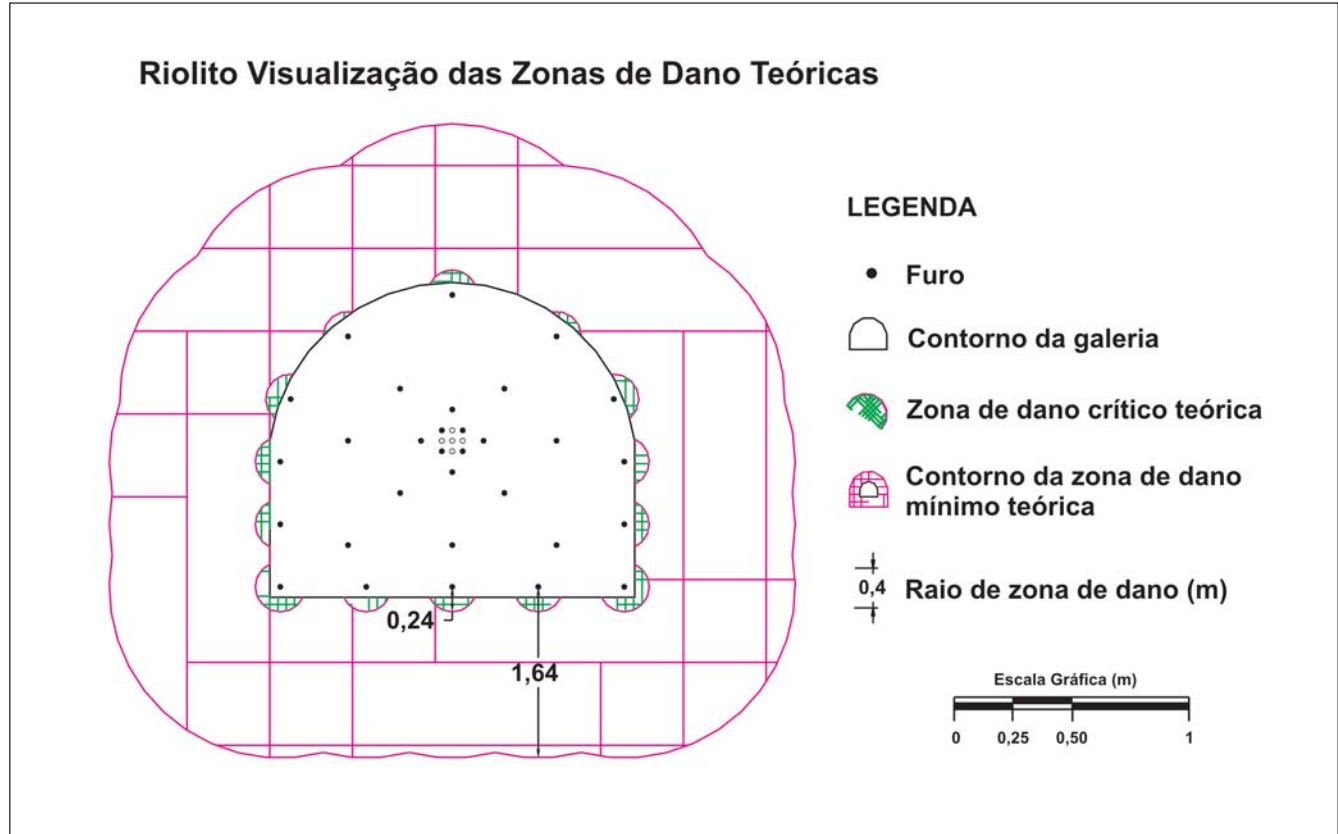 Riolito Visualização das Zonas de Dano Teóricas
LEGENDA
Furo
Contorno da galeria
Zona de dano crítico teórica
Contorno da zona de dano
mínimo teórica
0,4 Raio de zona de dano (m)
0,24
1,64
Escala Gráfica (m)
0 0,25 0,50 1